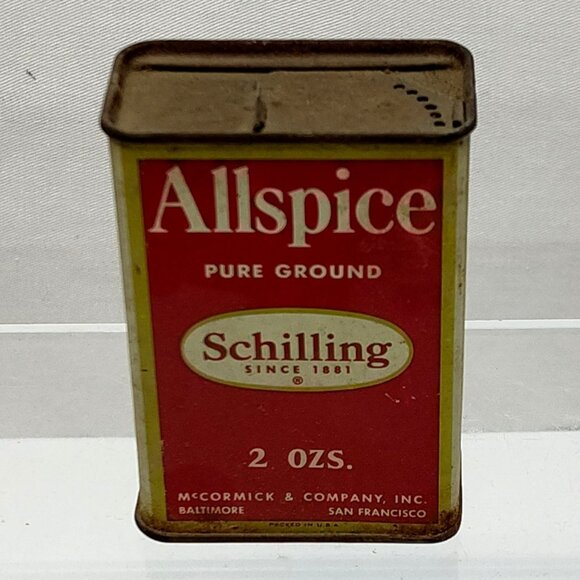 Allspice
PURE GROUND
Schilling
SINCE 1881
®
2 OZS.
McCORMICK & COMPANY, INC.
BALTIMORE SAN FRANCISCO
PACKED IN U.S.A.